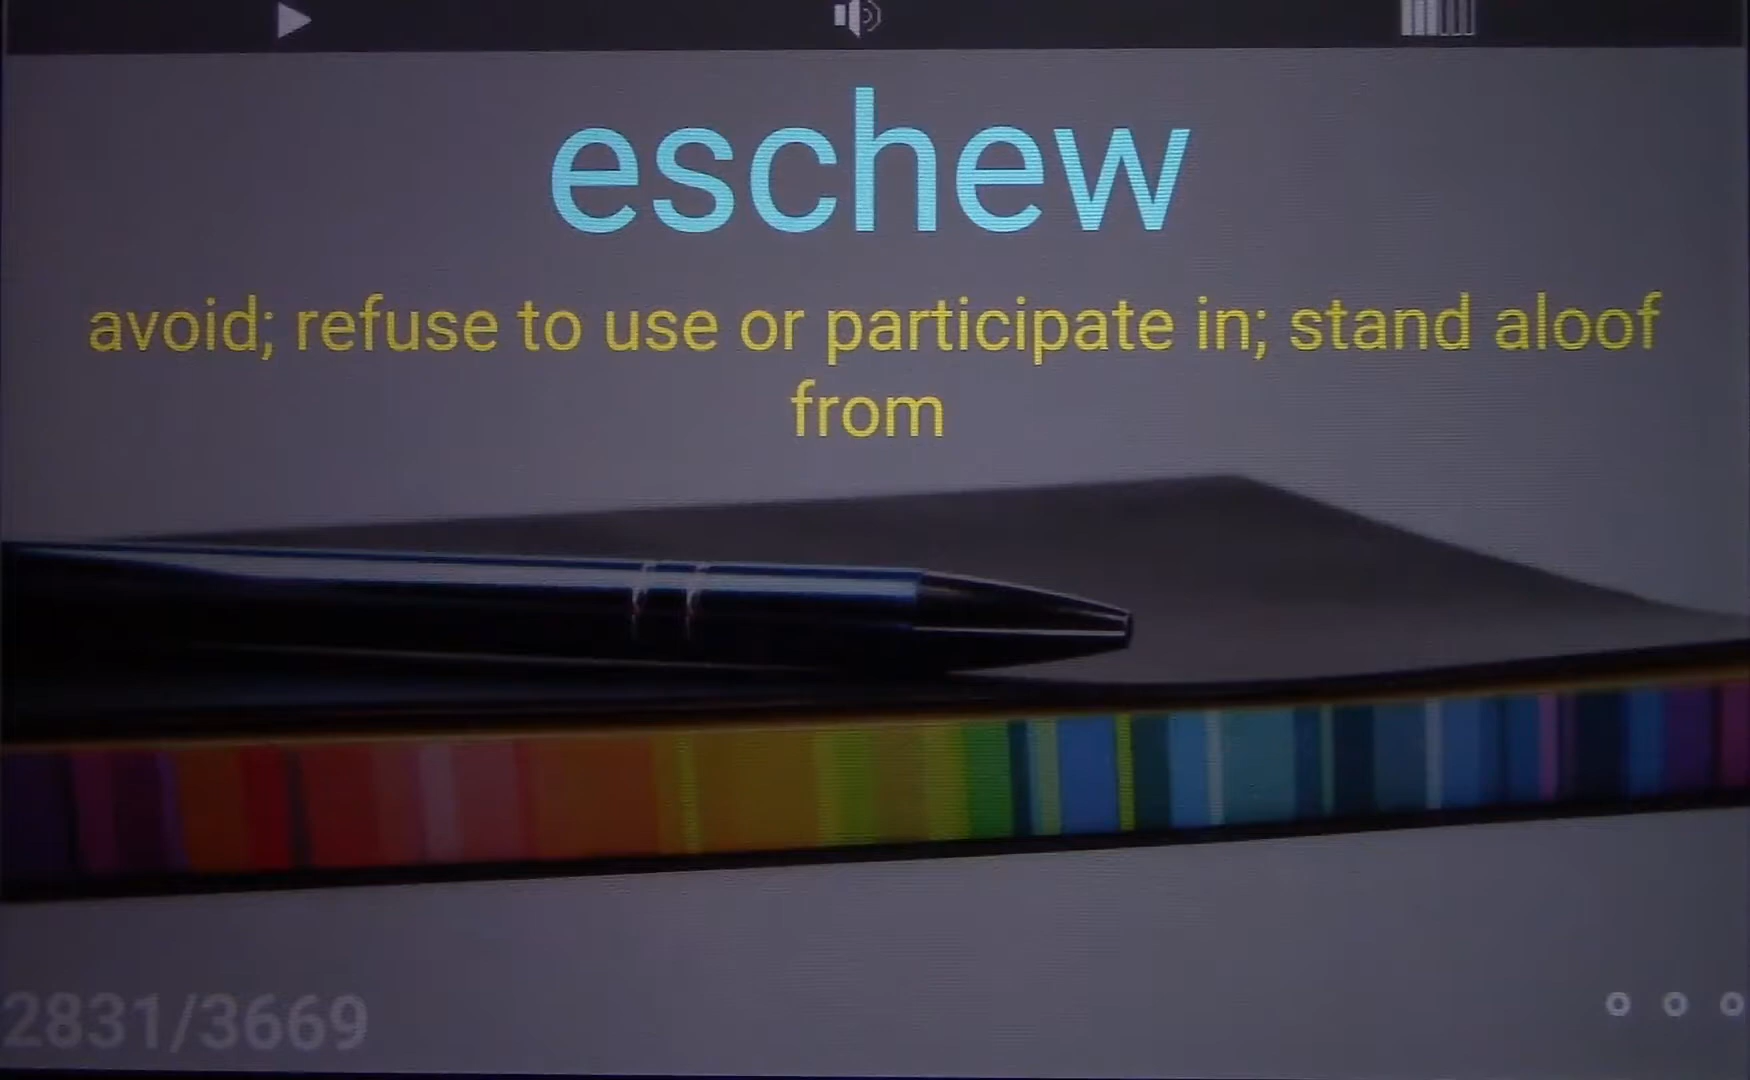 eschew
avoid; refuse to use or participate in; stand aloof
from
2831/3669